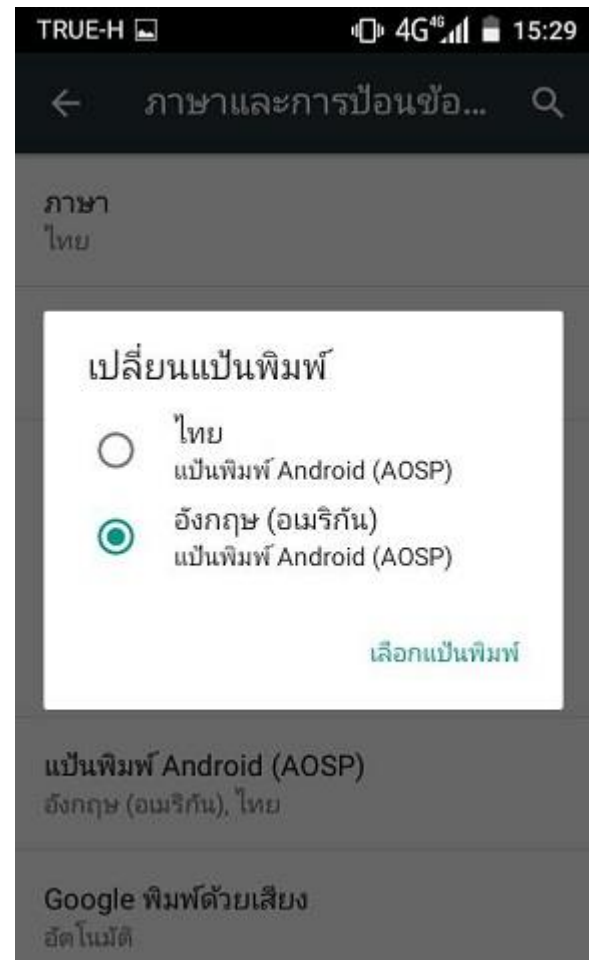 TRUE-H 4G 4G 15:29
ภาษาและการป้อนข้อ...
ภาษา
ไทย
เปลี่ยนแป้นพิมพ์
ไทย
แป้นพิมพ์ Android (AOSP)
อังกฤษ (อเมริกัน)
แป้นพิมพ์ Android (AOSP)
เลือกแป้นพิมพ์
แป้นพิมพ์ Android (AOSP)
อังกฤษ (อเมริกัน), ไทย
Google พิมพ์ด้วยเสียง
อัตโนมัติ